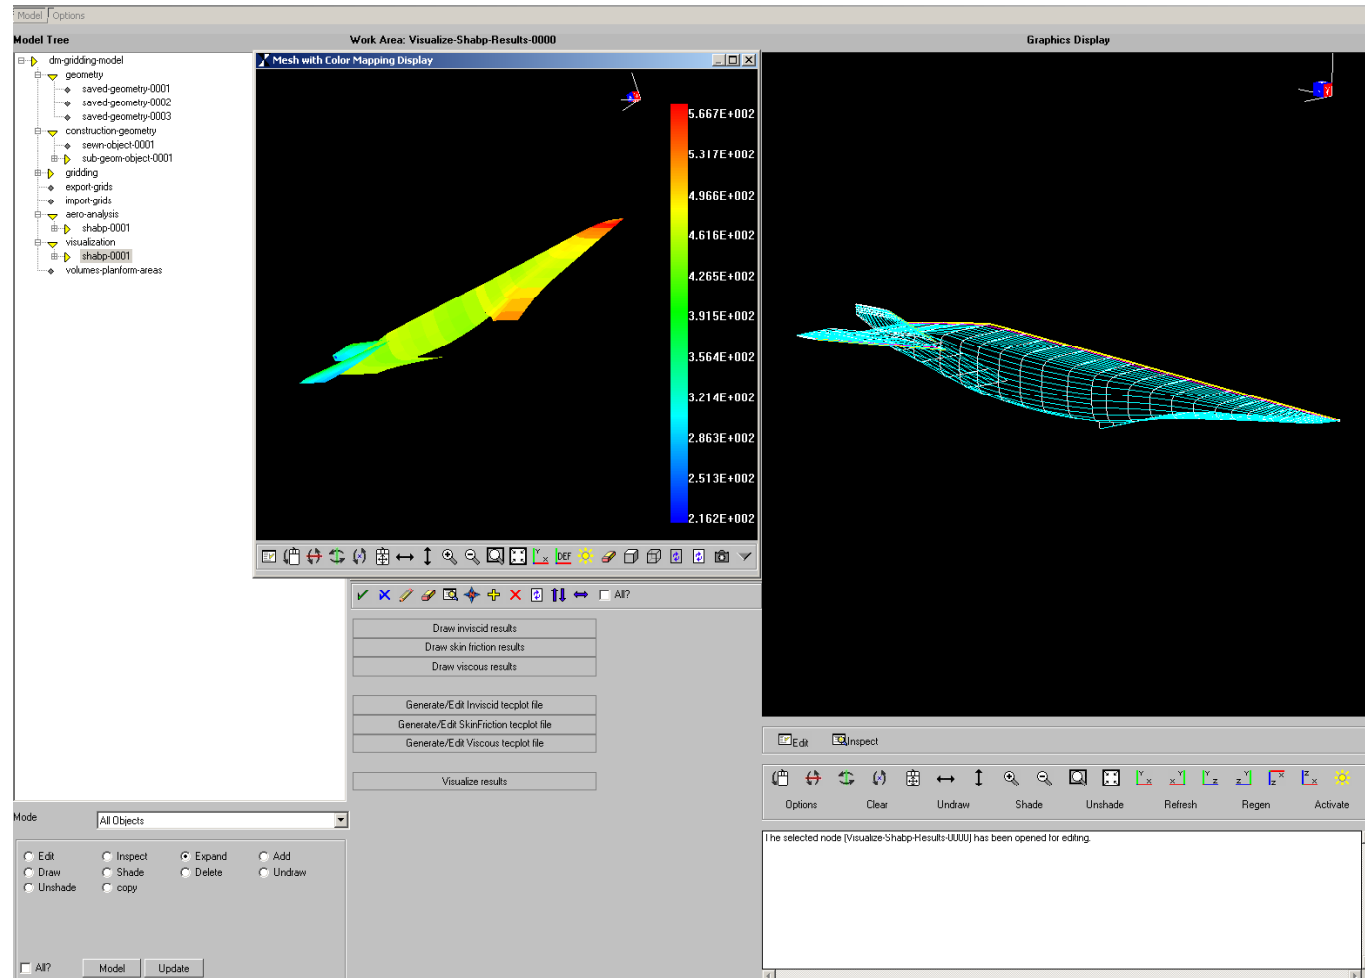 Model Options
Model Tree
Work Area: Visualize-Shabp-Results-0000
Graphics Display
dm-gridding-model
geometry
saved-geometry-0001
saved-geometry-0002
saved-geometry-0003
construction-geometry
sewn-object-0001
sub-geom-object-0001
gridding
export-grids
import-grids
aero-analysis
shabp-0001
visualization
shabp-0001
volumes-planform-areas
Mesh with Color Mapping Display
5.667E+002
5.317E+002
4.966E+002
4.616E+002
4.265E+002
3.915E+002
3.564E+002
3.214E+002
2.863E+002
2.513E+002
2.162E+002
DEF
All?
Draw inviscid results
Draw skin friction results
Draw viscous results
Generate/Edit Inviscid tecplot file
Generate/Edit SkinFriction tecplot file
Generate/Edit Viscous tecplot file
Visualize results
Edit Inspect
Options Clear Undraw Shade Unshade Refresh Regen Activate
The selected node (Visualize-Shabp-Results-0000) has been opened for editing.
Mode All Objects
Edit Inspect Expand Add
Draw Shade Delete Undraw
Unshade copy
All? Model Update